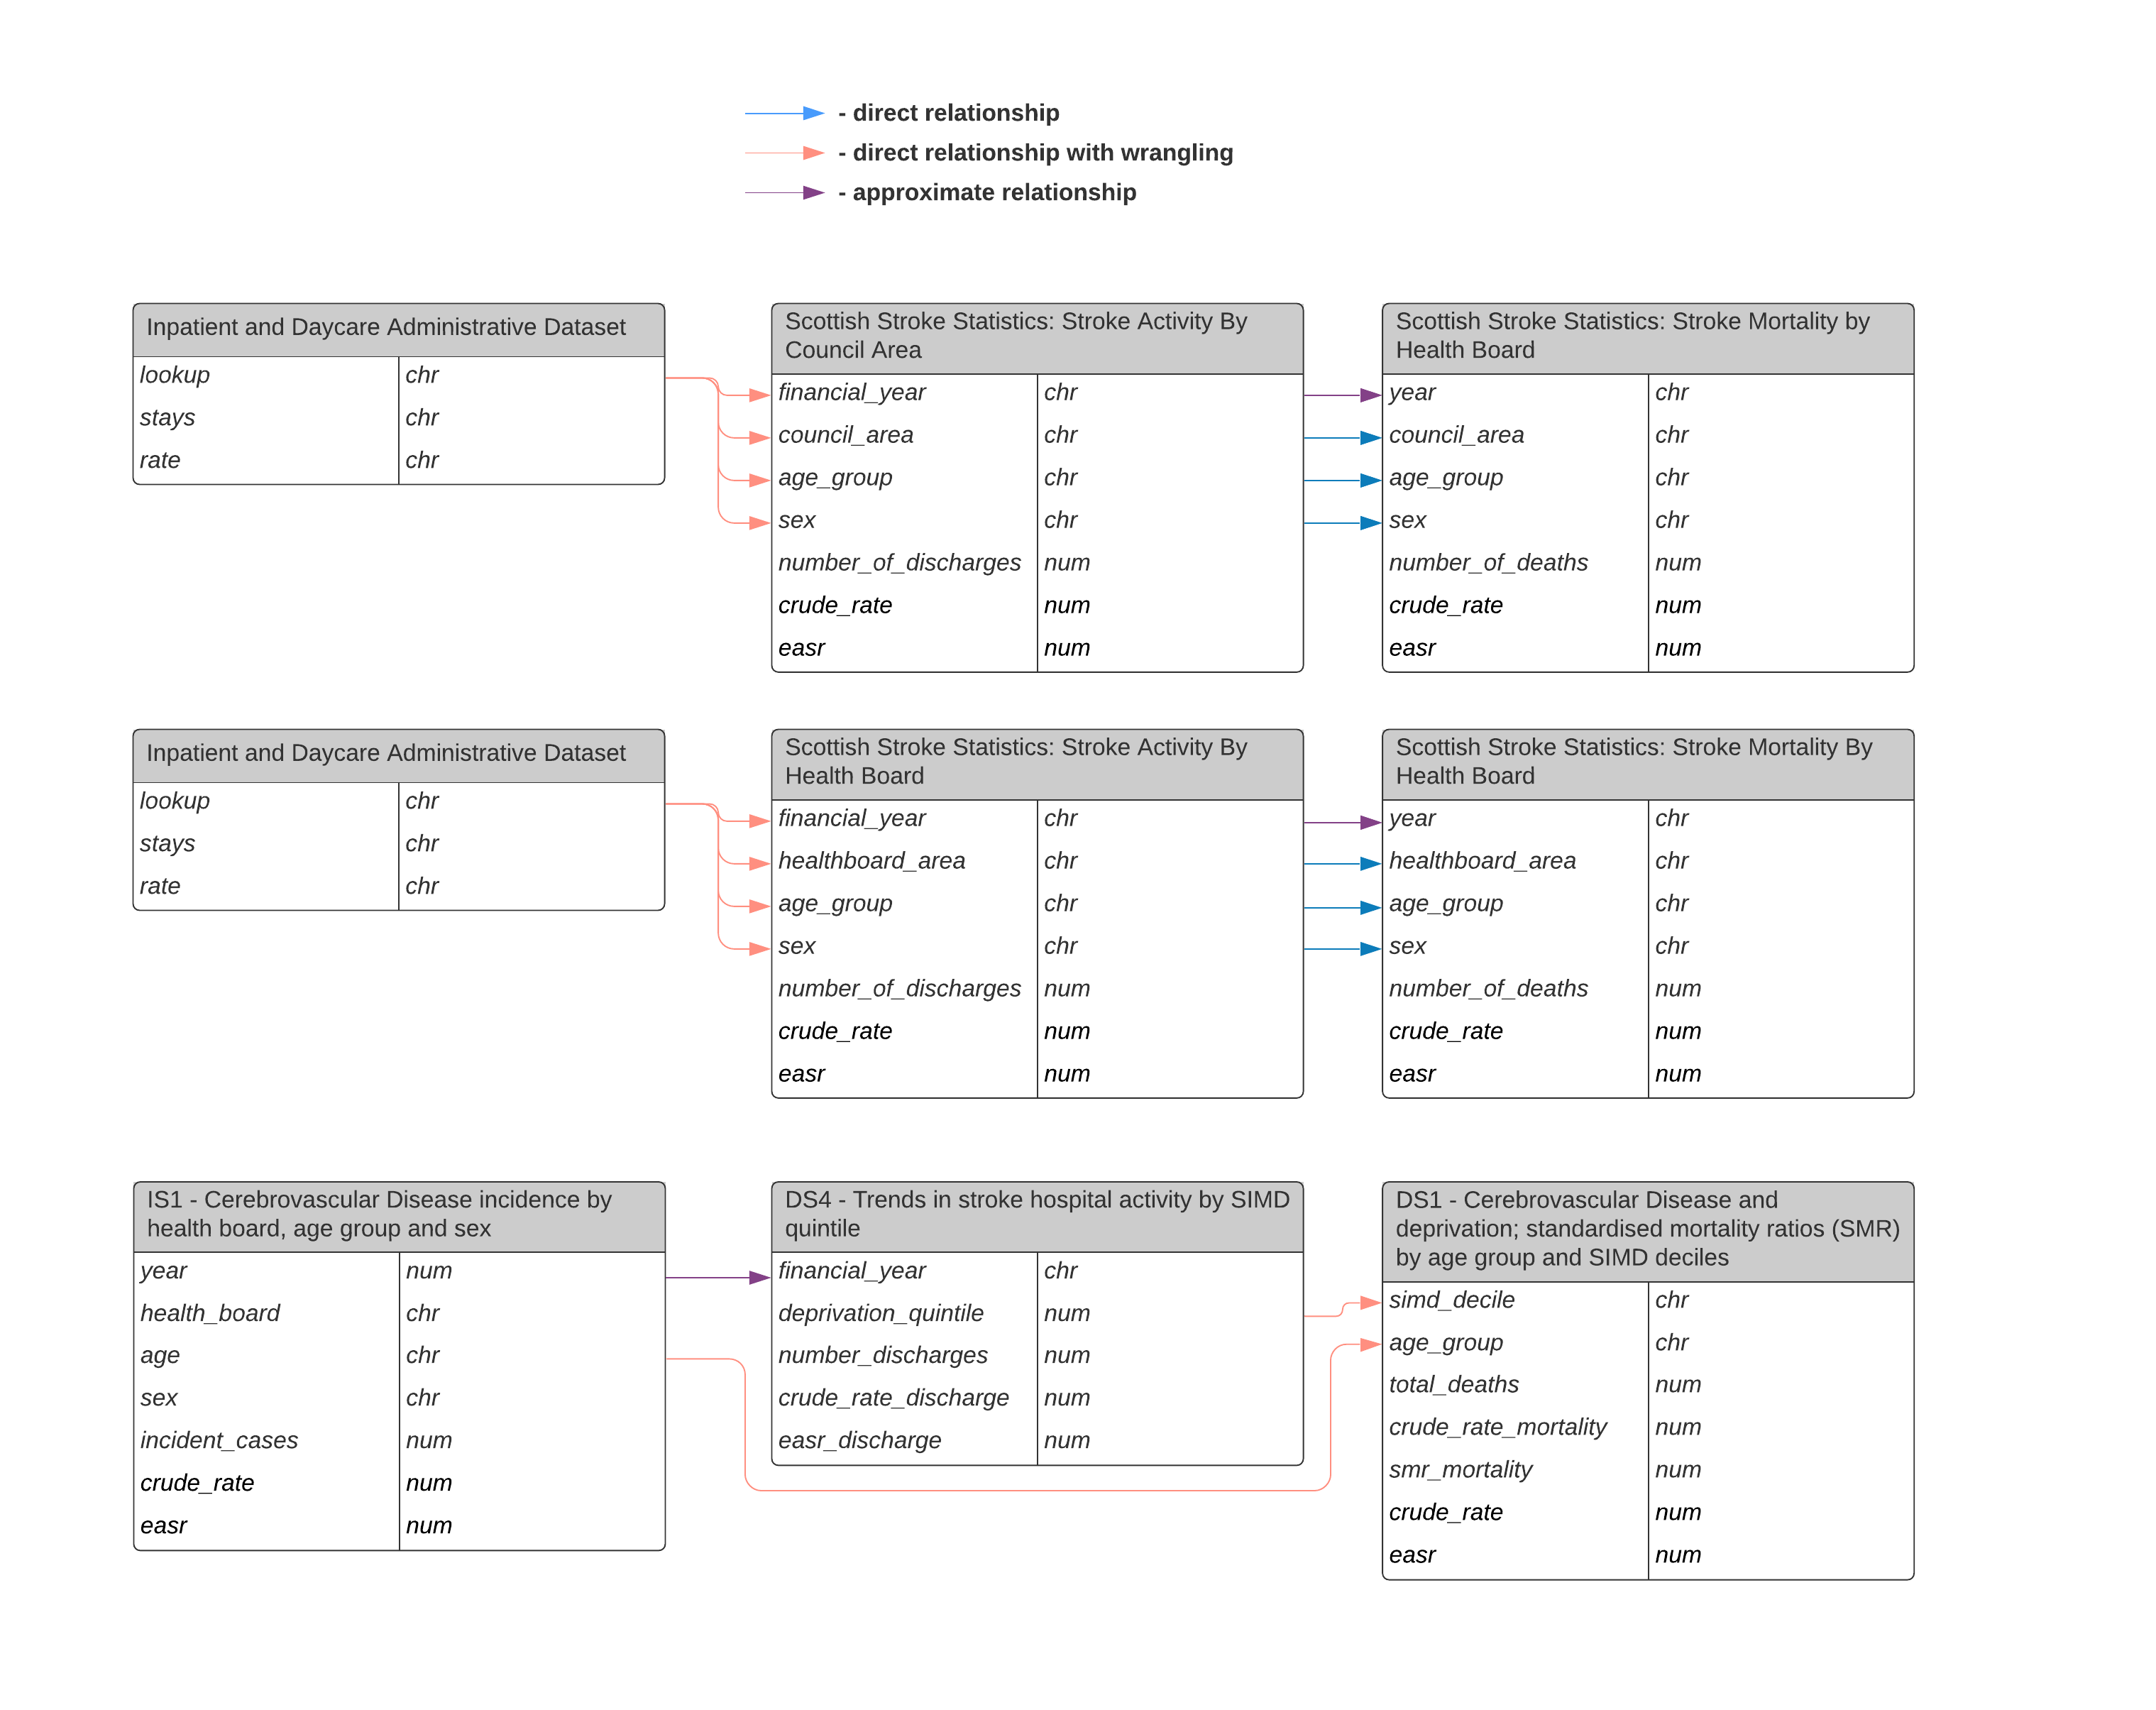 - direct relationship
- direct relationship with wrangling
- approximate relationship
Inpatient and Daycare Administrative Dataset
lookup chr
stays chr
rate chr
Scottish Stroke Statistics: Stroke Activity By
Council Area
financial_year chr
council_area chr
age_group chr
sex chr
number_of_discharges num
crude_rate num
easr num
Scottish Stroke Statistics: Stroke Mortality by
Health Board
year chr
council_area chr
age_group chr
sex chr
number_of_deaths num
crude_rate num
easr num
Inpatient and Daycare Administrative Dataset
lookup chr
stays chr
rate chr
Scottish Stroke Statistics: Stroke Activity By
Health Board
financial_year chr
healthboard_area chr
age_group chr
sex chr
number_of_discharges num
crude_rate num
easr num
Scottish Stroke Statistics: Stroke Mortality By
Health Board
year chr
healthboard_area chr
age_group chr
sex chr
number_of_deaths num
crude_rate num
easr num
IS1 - Cerebrovascular Disease incidence by
health board, age group and sex
year num
health_board chr
age chr
sex chr
incident_cases num
crude_rate num
easr num
DS4 - Trends in stroke hospital activity by SIMD
quintile
financial_year chr
deprivation_quintile num
number_discharges num
crude_rate_discharge num
easr_discharge num
DS1 - Cerebrovascular Disease and
deprivation; standardised mortality ratios (SMR)
by age group and SIMD deciles
simd_decile chr
age_group chr
total_deaths num
crude_rate_mortality num
smr_mortality num
crude_rate num
easr num